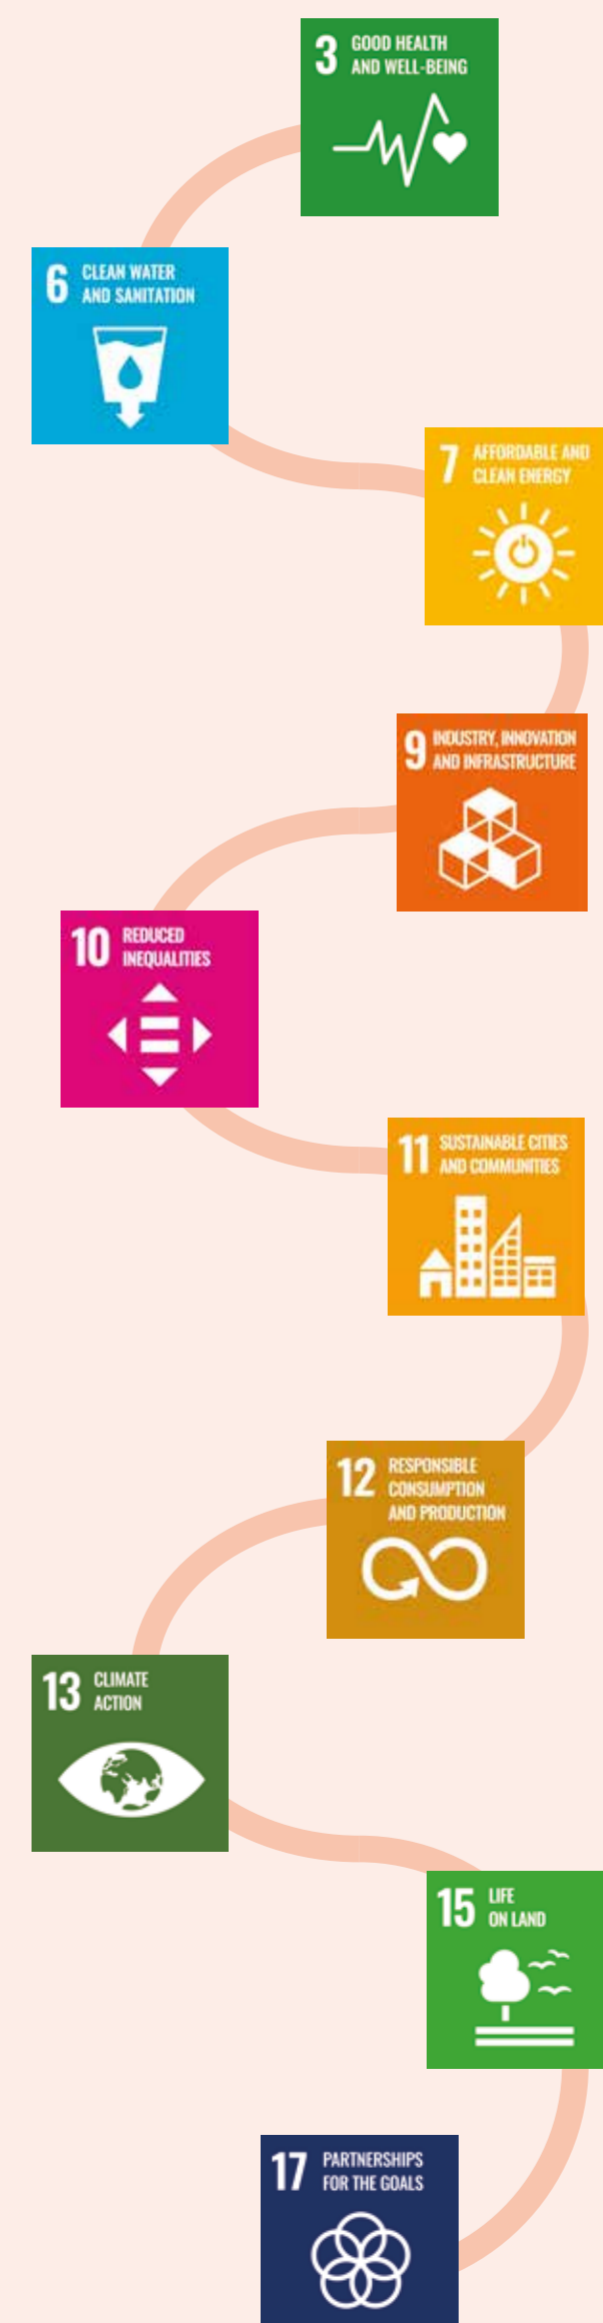 3 GOOD HEALTH
AND WELL-BEING
6 CLEAN WATER
AND SANITATION
7 AFFORDABLE AND
CLEAN ENERGY
9 INDUSTRY, INNOVATION
AND INFRASTRUCTURE
10 REDUCED
INEQUALITIES
11 SUSTAINABLE CITIES
AND COMMUNITIES
12 RESPONSIBLE
CONSUMPTION
AND PRODUCTION
13 CLIMATE
ACTION
15 LIFE
ON LAND
17 PARTNERSHIPS
FOR THE GOALS